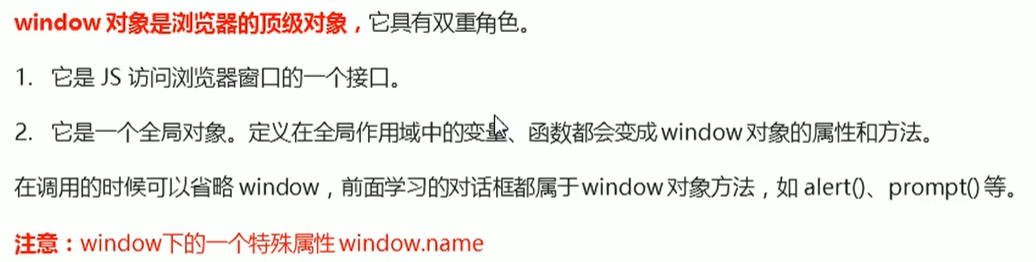 window 对象是浏览器的顶级对象，它具有双重角色。
1. 它是 JS 访问浏览器窗口的一个接口。
2. 它是一个全局对象。定义在全局作用域中的变量、函数都会变成 window 对象的属性和方法。
在调用的时候可以省略 window，前面学习的对话框都属于 window 对象方法，如 alert()、prompt() 等。
注意：window下的一个特殊属性 window.name